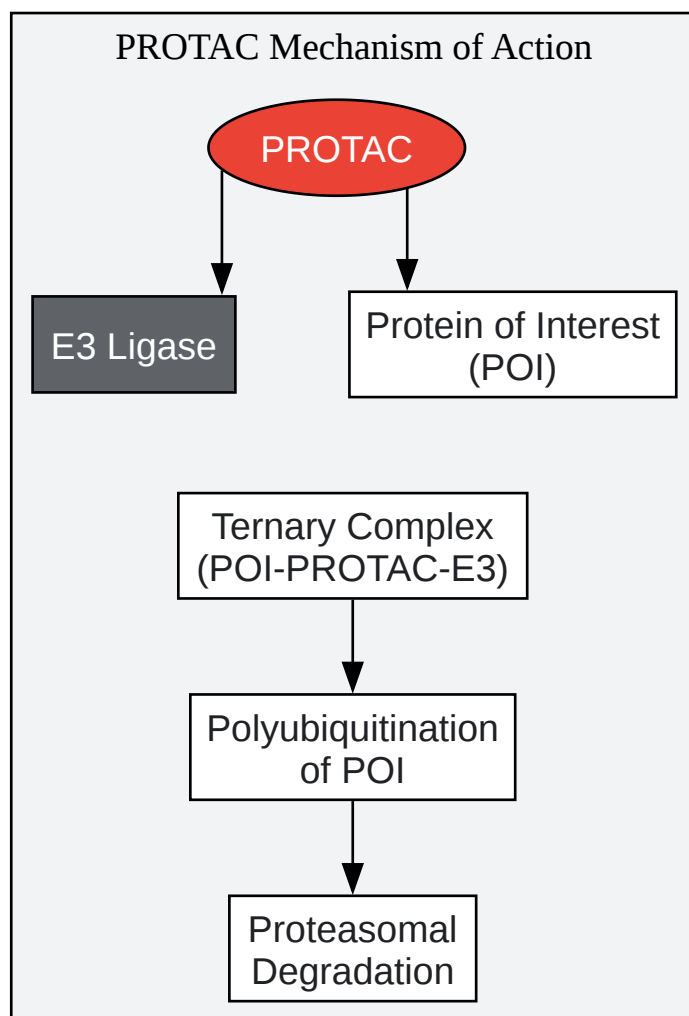 PROTAC Mechanism of Action
PROTAC
E3 Ligase
Protein of Interest
(POI)
Ternary Complex
(POI-PROTAC-E3)
Polyubiquitination
of POI
Proteasomal
Degradation